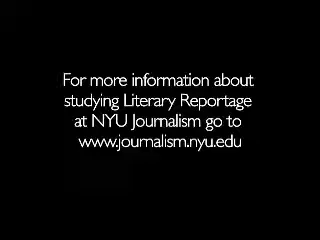 For more information about
studying Literary Reportage
at NYU Journalism go to
www.journalism.nyu.edu